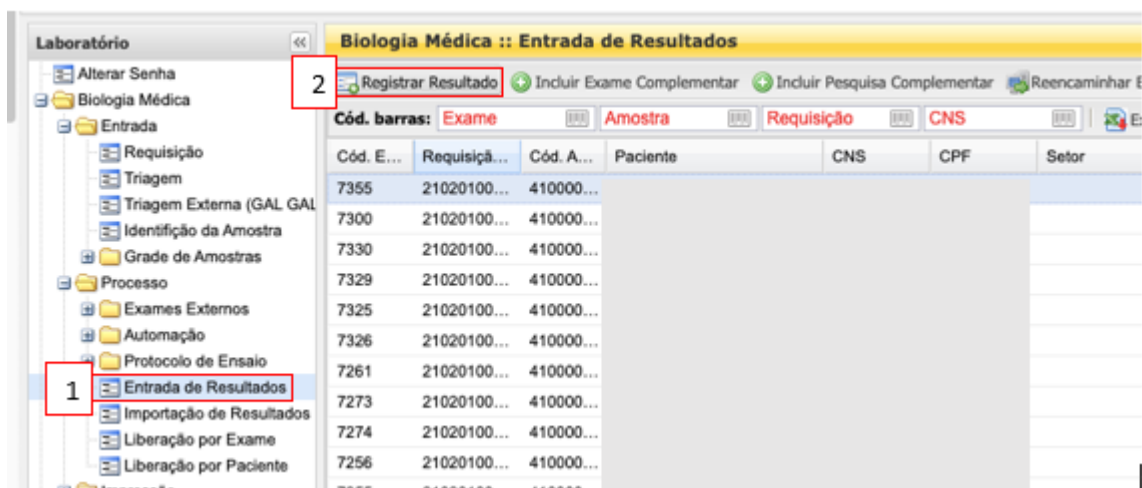 Laboratório
Alterar Senha
Biologia Médica
Entrada
Requisição
Triagem
Triagem Externa (GAL GAL
Identifição da Amostra
Grade de Amostras
Processo
Exames Externos
Automação
Protocolo de Ensaio
1 Entrada de Resultados
Importação de Resultados
Liberação por Exame
Liberação por Paciente
Biologia Médica :: Entrada de Resultados
2 Registrar Resultado Incluir Exame Complementar Incluir Pesquisa Complementar Reencaminhar E
Cód. barras: Exame Amostra Requisição CNS
Cód. E... Requisiçã... Cód. A... Paciente CNS CPF Setor
7355 21020100... 410000...
7300 21020100... 410000...
7330 21020100... 410000...
7329 21020100... 410000...
7325 21020100... 410000...
7326 21020100... 410000...
7261 21020100... 410000...
7273 21020100... 410000...
7274 21020100... 410000...
7256 21020100... 410000...